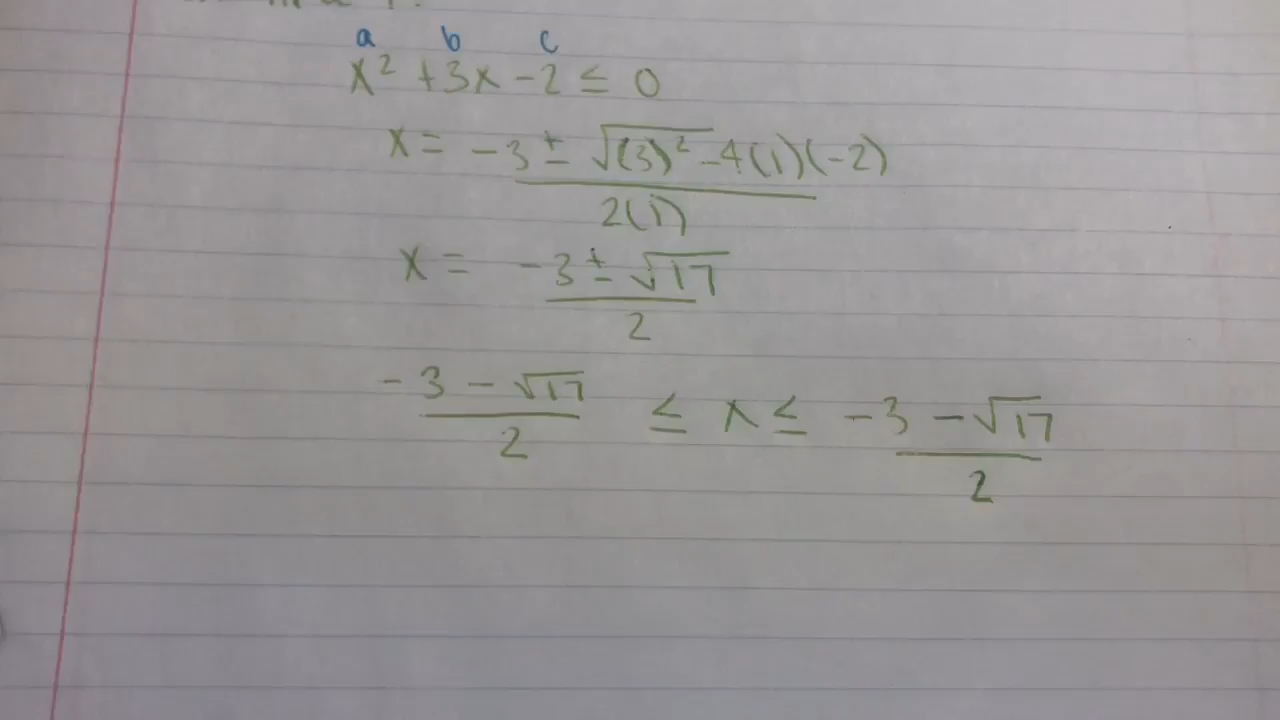 a b c
x² + 3x - 2 ≤ 0
x = -3 ± √(3)² - 4(1)(-2)
2(1)
x = -3 ± √17
2
-3 - √17 / 2 ≤ x ≤ -3 - √17 / 2